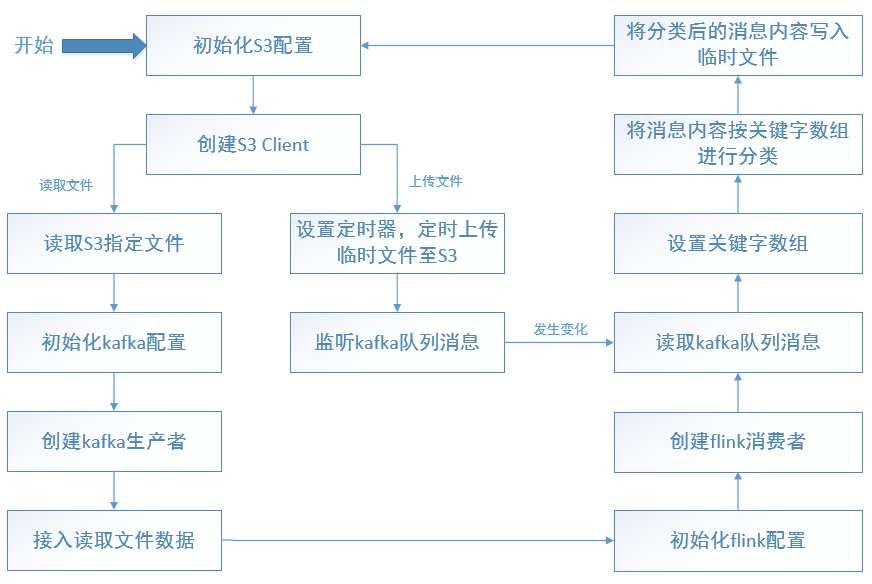 开始
初始化S3配置
将分类后的消息内容写入
临时文件
创建S3 Client
将消息内容按关键字数组
进行分类
读取文件
上传文件
读取S3指定文件
设置定时器，定时上传
临时文件至S3
设置关键字数组
初始化kafka配置
监听kafka队列消息
发生变化
读取kafka队列消息
创建kafka生产者
创建flink消费者
接入读取文件数据
初始化flink配置